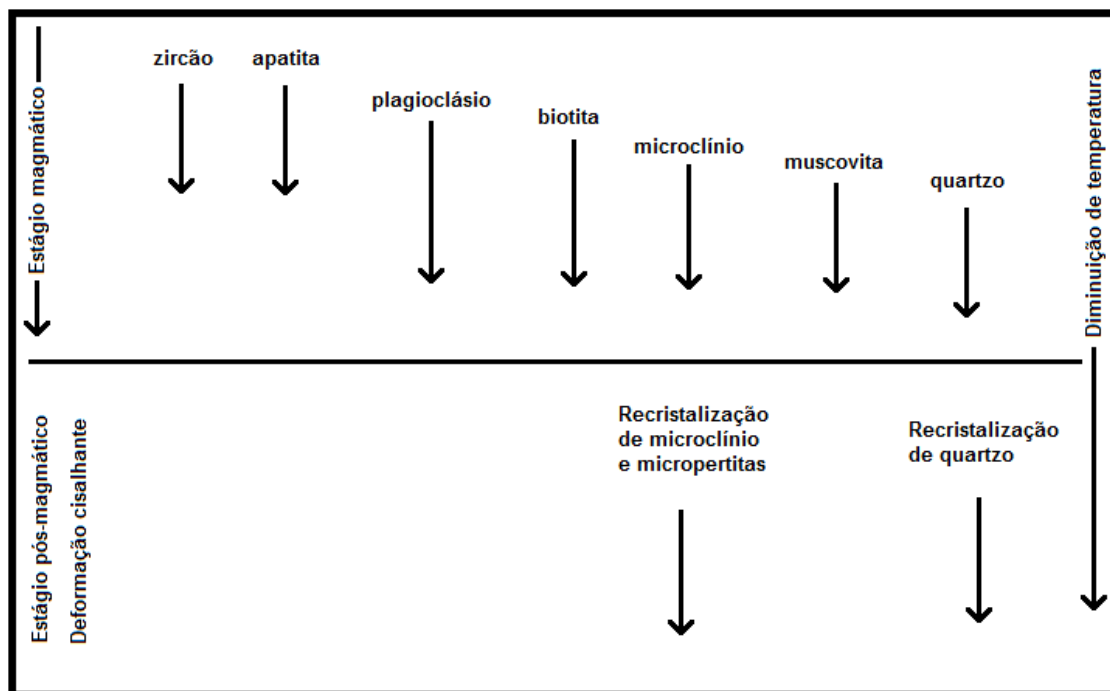 zircão
apatita
plagioclásio
biotita
microclínio
muscovita
quartzo
Estágio magmático
Diminuição de temperatura
Estágio pós-magmático
Deformação cisalhante
Recristalização
de microclínio
e micropertitas
Recristalização
de quartzo